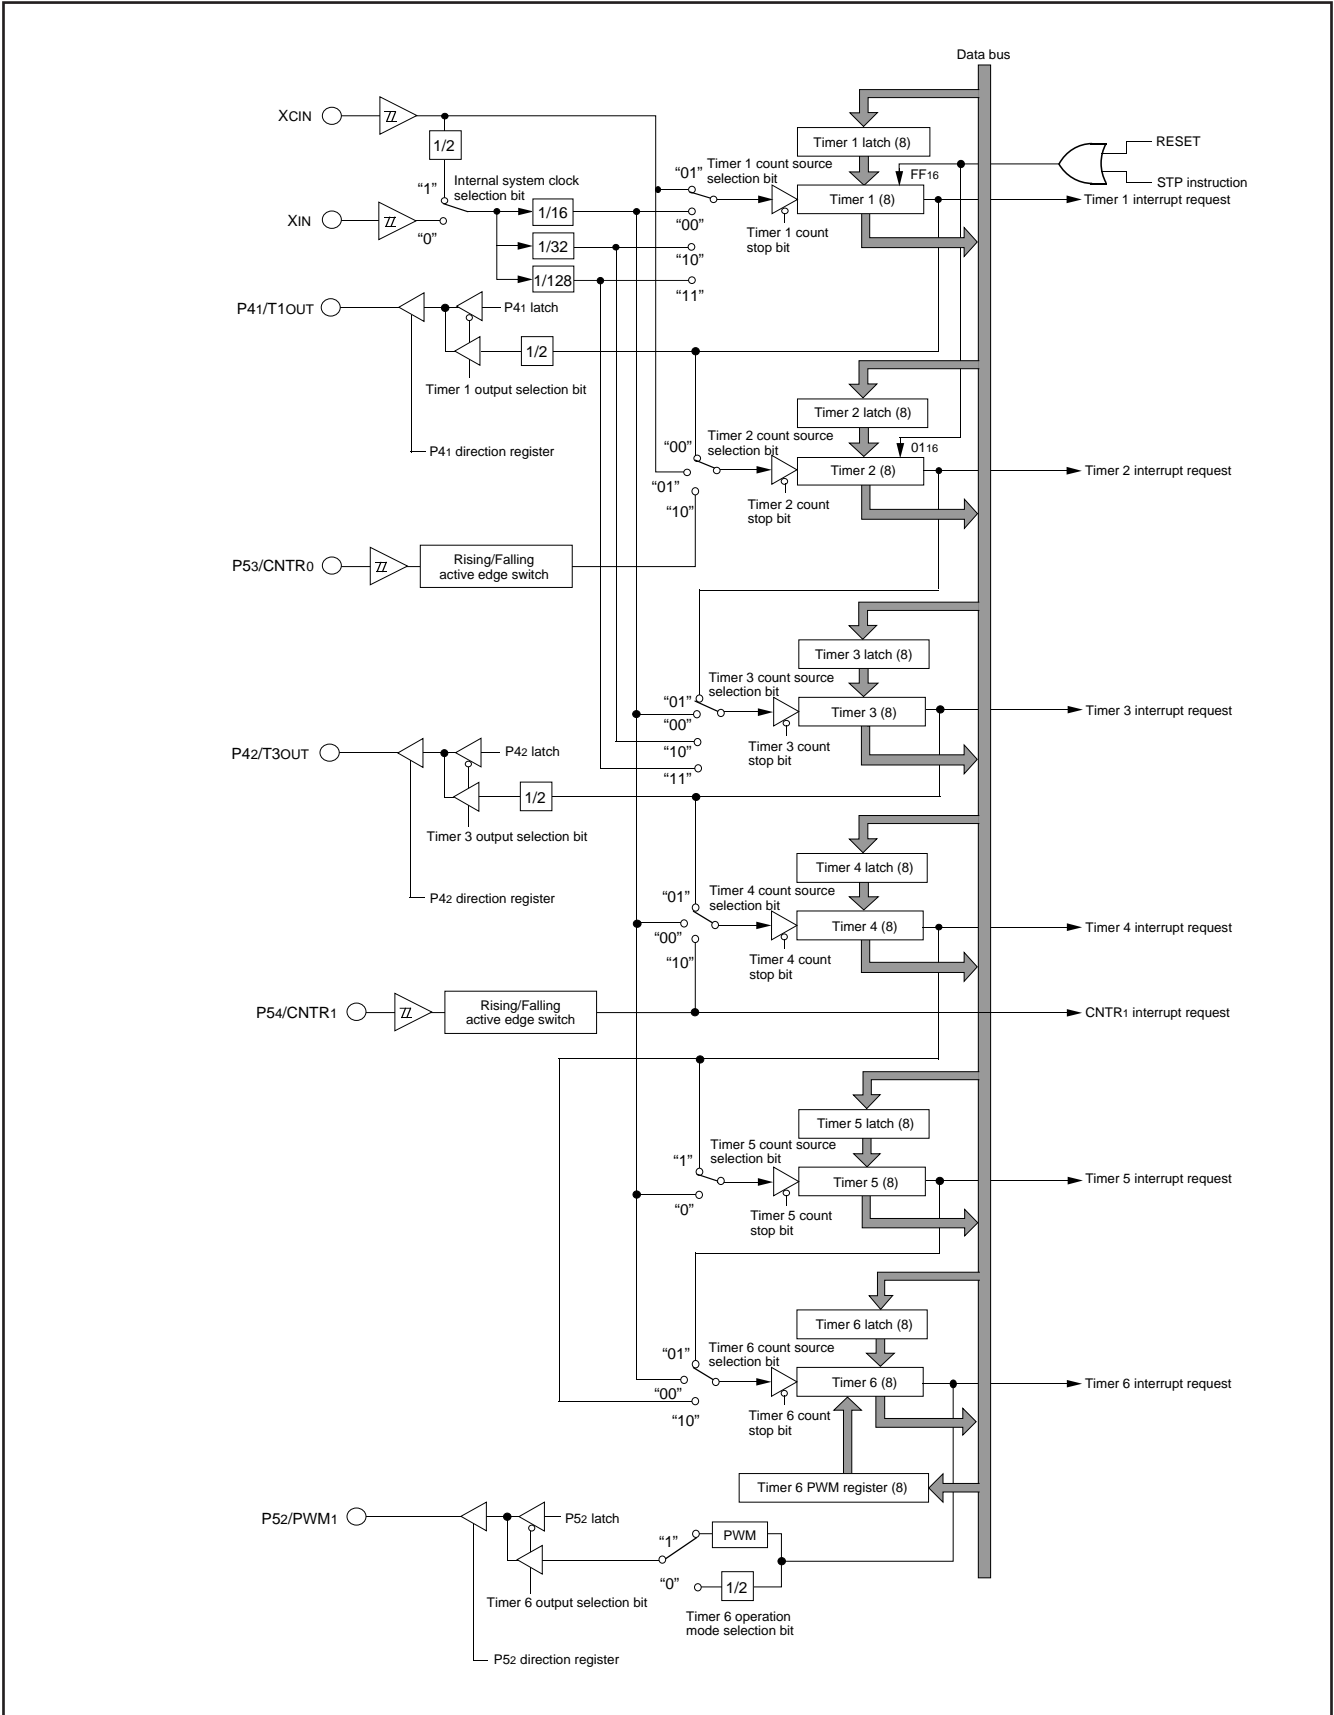 Data bus
XCIN
1/2
Timer 1 latch (8)
RESET
STP instruction
FF16
"01"
Timer 1 count source
selection bit
Timer 1 (8)
Timer 1 interrupt request
"1"
Internal system clock
selection bit
XIN
"0"
1/16
"00"
Timer 1 count
stop bit
1/32
"10"
1/128
"11"
P41/T1OUT
P41 latch
1/2
Timer 1 output selection bit
P41 direction register
Timer 2 latch (8)
"00"
Timer 2 count source
selection bit
0116
Timer 2 (8)
Timer 2 interrupt request
"01"
"10"
Timer 2 count
stop bit
P53/CNTR0
Rising/Falling
active edge switch
Timer 3 latch (8)
Timer 3 count source
selection bit
"01"
"00"
Timer 3 (8)
Timer 3 interrupt request
"10"
Timer 3 count
stop bit
"11"
P42/T3OUT
P42 latch
1/2
Timer 3 output selection bit
P42 direction register
Timer 4 latch (8)
"01"
Timer 4 count source
selection bit
Timer 4 (8)
Timer 4 interrupt request
"00"
"10"
Timer 4 count
stop bit
P54/CNTR1
Rising/Falling
active edge switch
CNTR1 interrupt request
Timer 5 latch (8)
"1"
Timer 5 count source
selection bit
Timer 5 (8)
Timer 5 interrupt request
"0"
Timer 5 count
stop bit
Timer 6 latch (8)
"01"
Timer 6 count source
selection bit
Timer 6 (8)
Timer 6 interrupt request
"00"
"10"
Timer 6 count
stop bit
Timer 6 PWM register (8)
P52/PWM1
P52 latch
"1"
PWM
"0"
1/2
Timer 6 output selection bit
Timer 6 operation
mode selection bit
P52 direction register